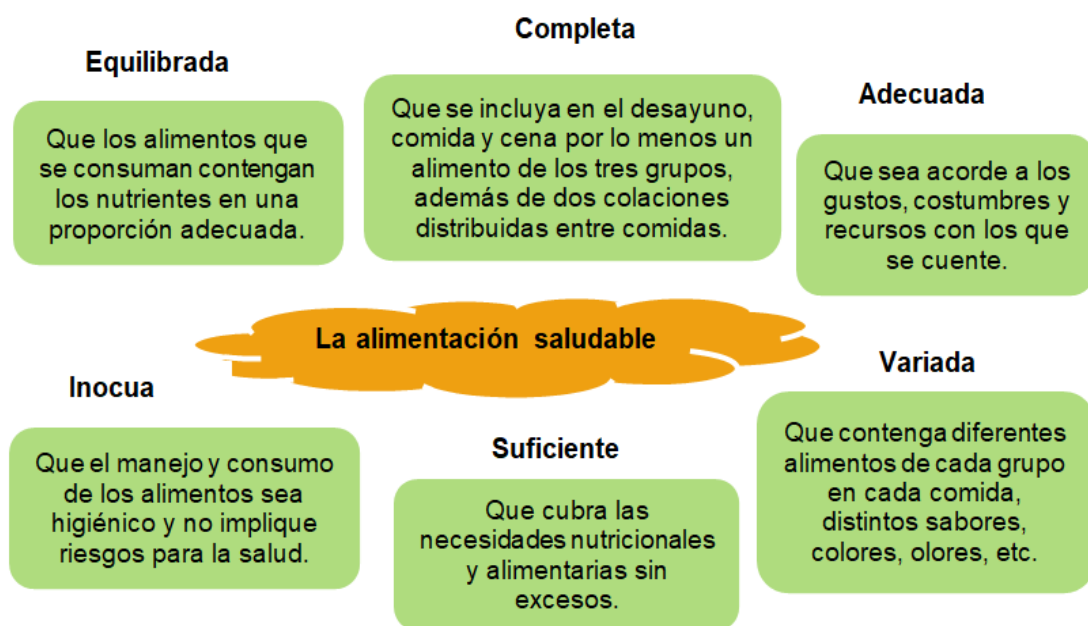 Completa
Equilibrada
Adecuada
Que se incluya en el desayuno,
comida y cena por lo menos un
alimento de los tres grupos,
además de dos colaciones
distribuidas entre comidas.
Que los alimentos que
se consuman contengan
los nutrientes en una
proporción adecuada.
Que sea acorde a los
gustos, costumbres y
recursos con los que
se cuente.
La alimentación saludable
Inocua
Variada
Suficiente
Que el manejo y consumo
de los alimentos sea
higiénico y no implique
riesgos para la salud.
Que cubra las
necesidades nutricionales
y alimentarias sin
excesos.
Que contenga diferentes
alimentos de cada grupo
en cada comida,
distintos sabores,
colores, olores, etc.